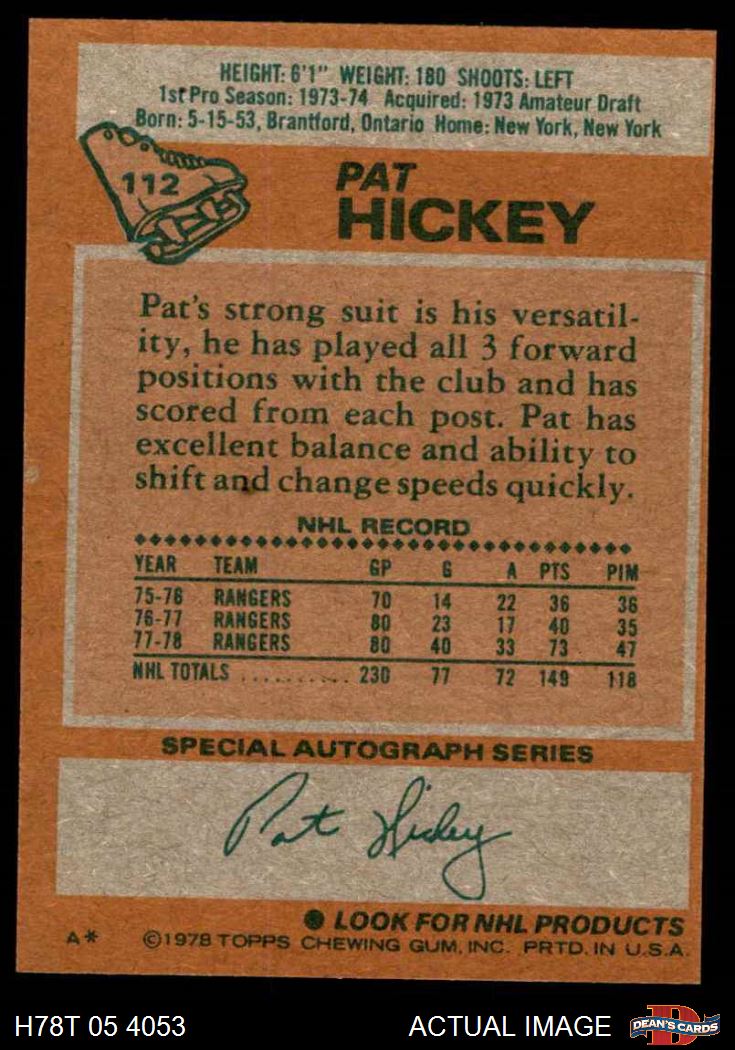 HEIGHT: 6'1" WEIGHT: 180 SHOOTS: LEFT
1st Pro Season: 1973-74 Acquired: 1973 Amateur Draft
Born: 5-15-53, Brantford, Ontario Home: New York, New York
112
PAT
HICKEY
Pat's strong suit is his versatil-
ity, he has played all 3 forward
positions with the club and has
scored from each post. Pat has
excellent balance and ability to
shift and change speeds quickly.
NHL RECORD
YEAR TEAM GP G A PTS PIM
75-76 RANGERS 70 14 22 36 36
76-77 RANGERS 80 23 17 40 35
77-78 RANGERS 80 40 33 73 47
NHL TOTALS .......... 230 77 72 149 118
SPECIAL AUTOGRAPH SERIES
Pat Hickey
● LOOK FOR NHL PRODUCTS
A* ©1978 TOPPS CHEWING GUM, INC. PRTD. IN U.S.A.
H78T 05 4053 ACTUAL IMAGE D DEAN'S CARDS